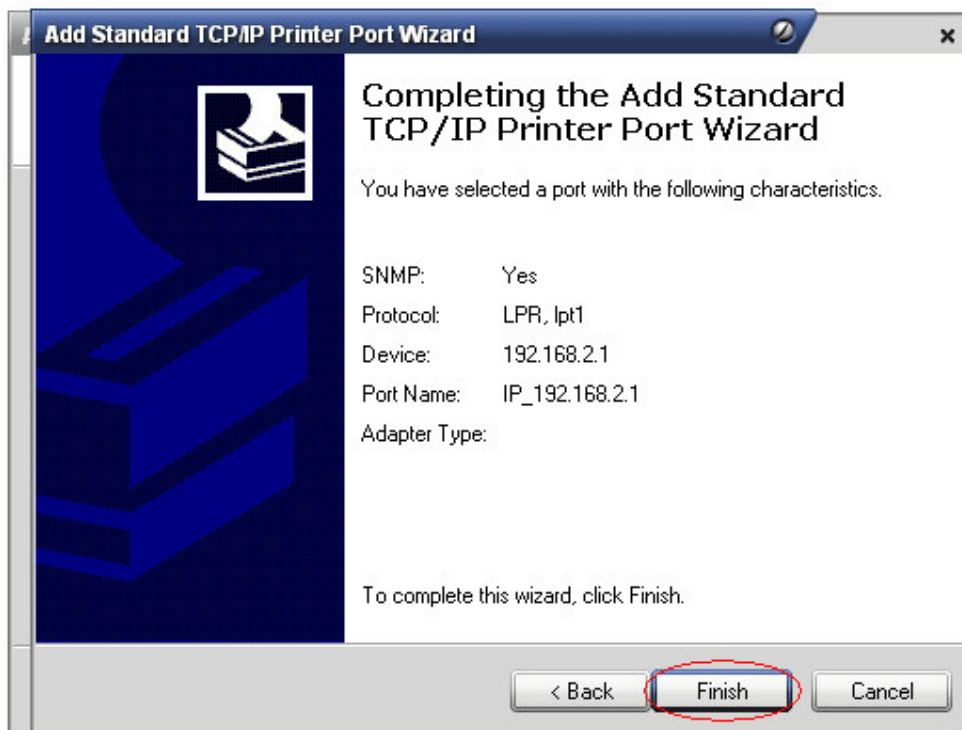 Add Standard TCP/IP Printer Port Wizard
Completing the Add Standard
TCP/IP Printer Port Wizard
You have selected a port with the following characteristics.
SNMP: Yes
Protocol: LPR, lpt1
Device: 192.168.2.1
Port Name: IP_192.168.2.1
Adapter Type:
To complete this wizard, click Finish.
< Back Finish Cancel